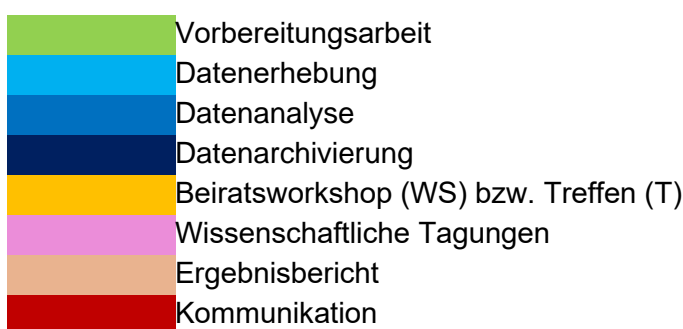 Vorbereitungsarbeit
Datenerhebung
Datenanalyse
Datenarchivierung
Beiratsworkshop (WS) bzw. Treffen (T)
Wissenschaftliche Tagungen
Ergebnisbericht
Kommunikation